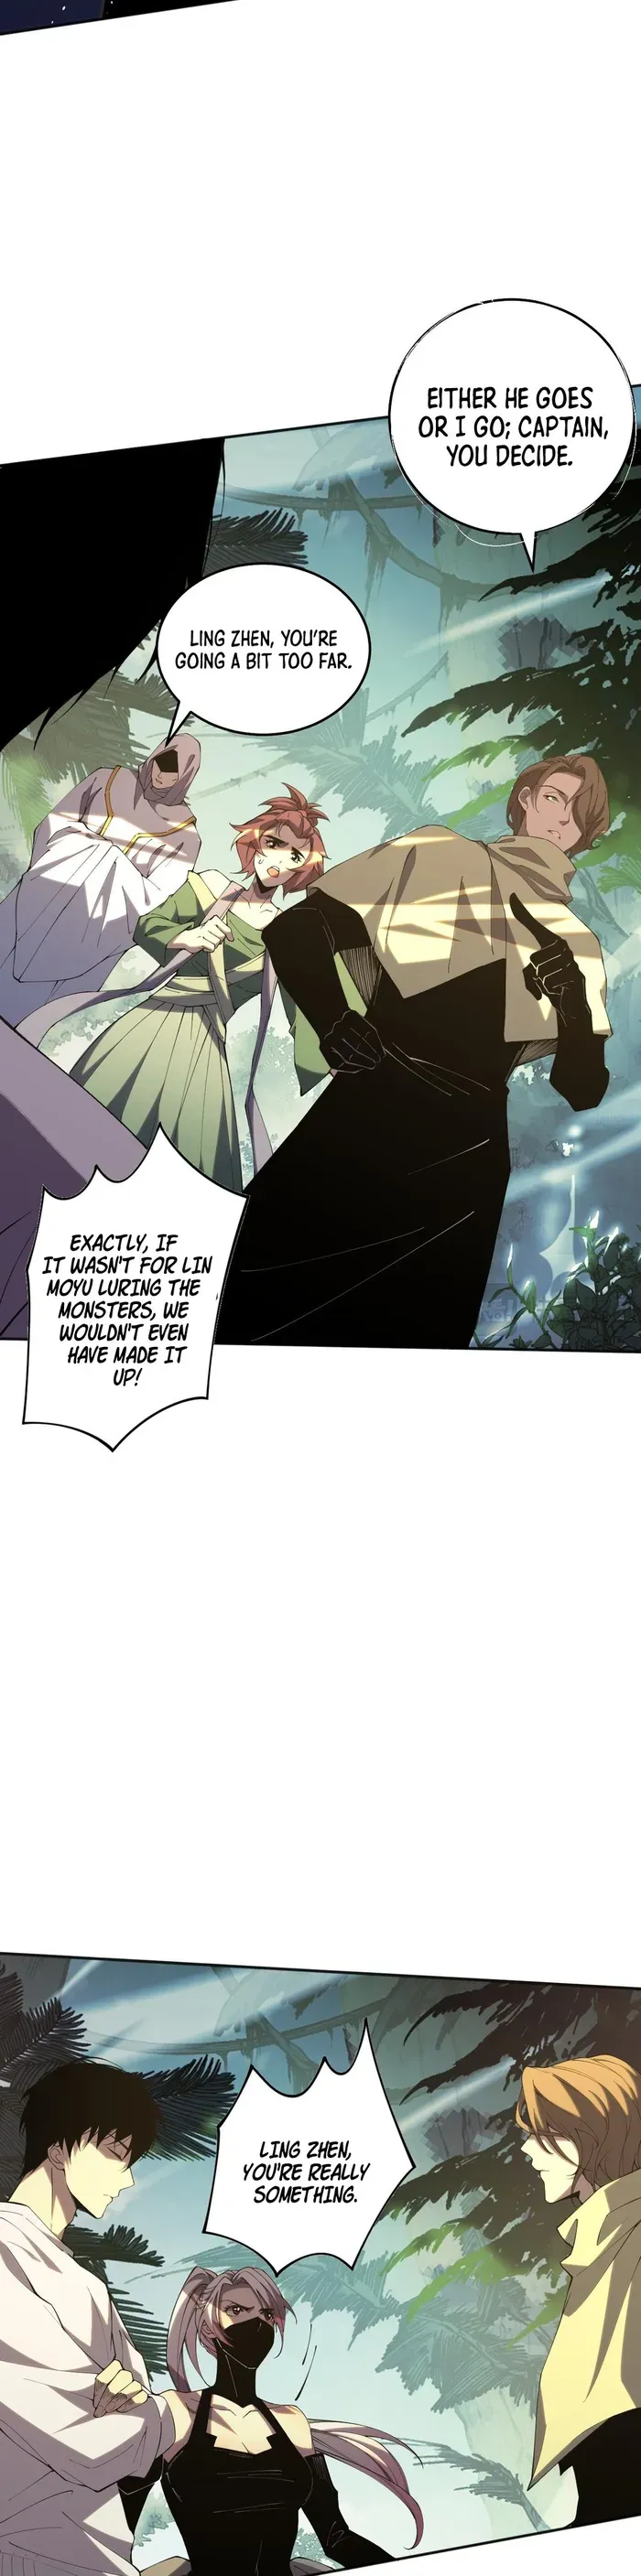 EITHER HE GOES
OR I GO; CAPTAIN,
YOU DECIDE.
LING ZHEN, YOU'RE
GOING A BIT TOO FAR.
EXACTLY, IF
IT WASN'T FOR LIN
MOYU LURING THE
MONSTERS, WE
WOULDN'T EVEN
HAVE MADE IT
UP!
LING ZHEN,
YOU'RE REALLY
SOMETHING.